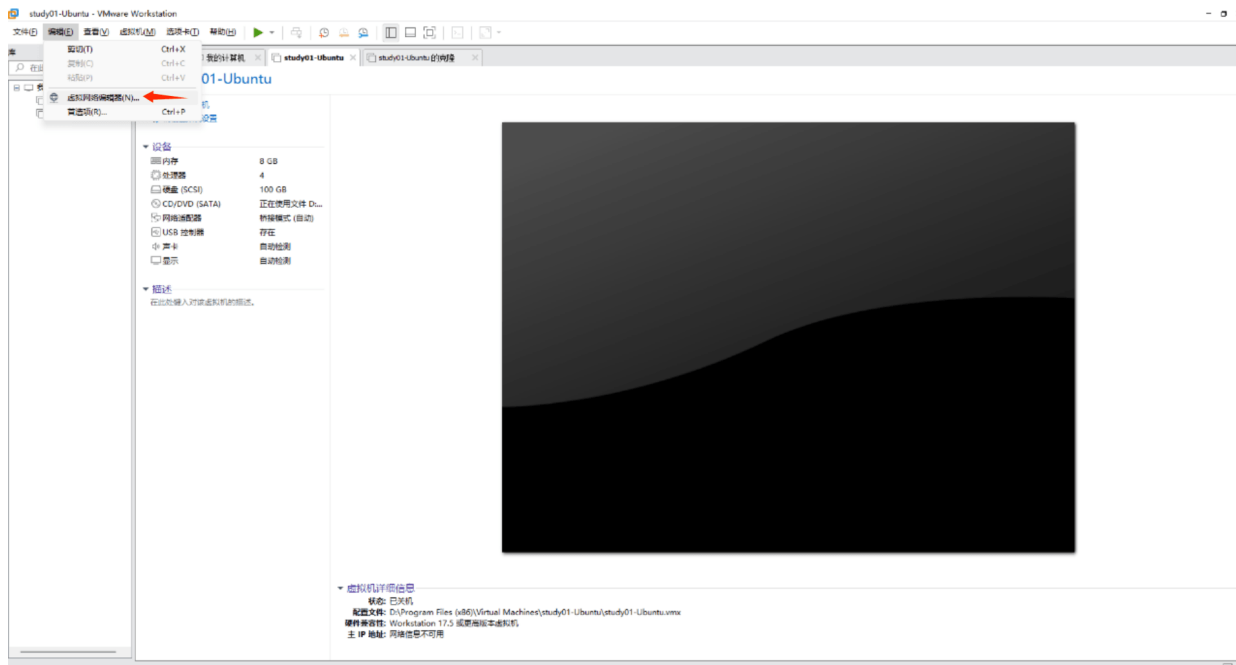 study01-Ubuntu - VMware Workstation
文件(F) 编辑(E) 查看(V) 虚拟机(M) 选项卡(T) 帮助(H)
库
剪切(T) Ctrl+X
复制(C) Ctrl+C
粘贴(P) Ctrl+V
虚拟网络编辑器(N)...
首选项(R)... Ctrl+P
我的计算机 study01-Ubuntu study01-Ubuntu 的克隆
01-Ubuntu
机
设置
设备
内存 8 GB
处理器 4
硬盘 (SCSI) 100 GB
CD/DVD (SATA) 正在使用文件 D:...
网络适配器 桥接模式 (自动)
USB 控制器 存在
声卡 自动检测
显示 自动检测
描述
在此处键入对该虚拟机的描述。
虚拟机详细信息
状态: 已关机
配置文件: D:\Program Files (x86)\Virtual Machines\study01-Ubuntu\study01-Ubuntu.vmx
硬件兼容性: Workstation 17.5 或更高版本虚拟机
主 IP 地址: 网络信息不可用